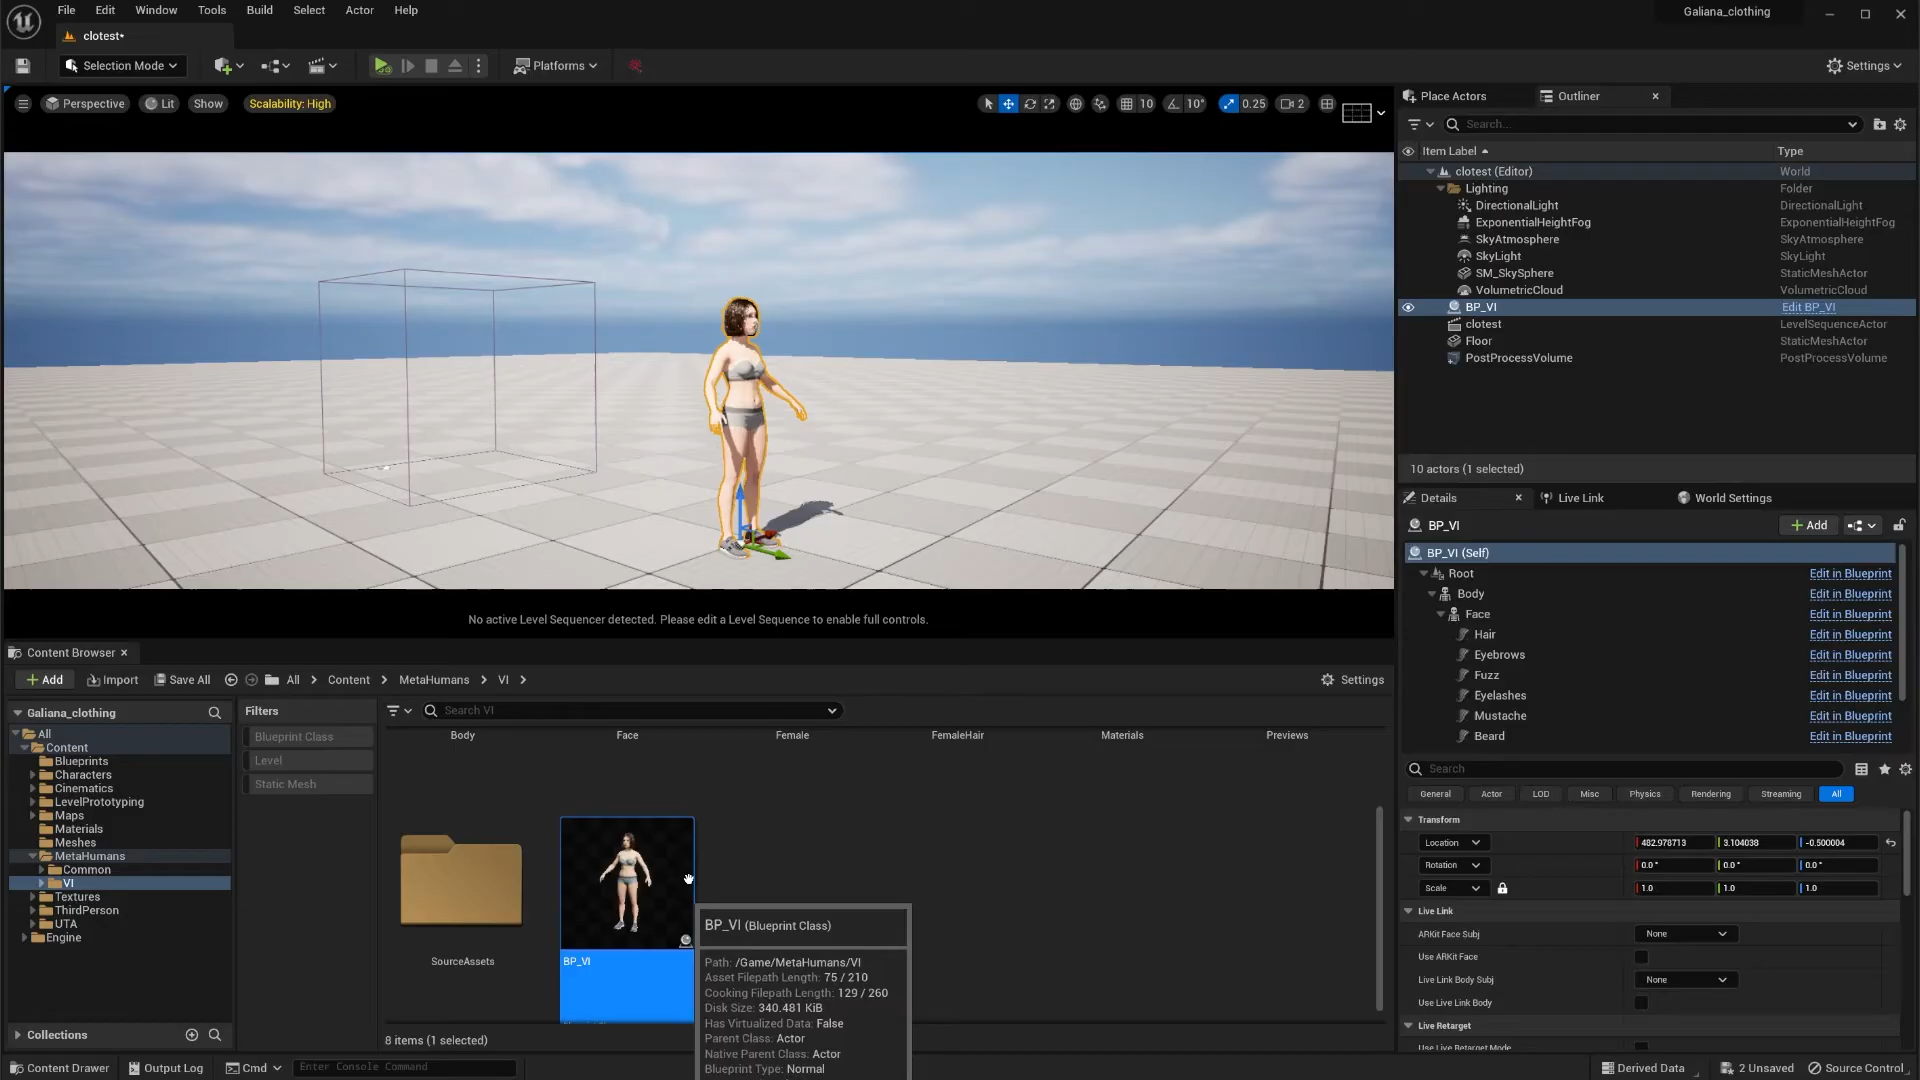 File Edit Window Tools Build Select Actor Help
Galiana_clothing
clotest•
Selection Mode
Platforms
Settings
Perspective Lit Show Scalability: High
10 10° 0.25 2
No active Level Sequencer detected. Please edit a Level Sequence to enable full controls.
Place Actors
Outliner
Search...
Item Label Type
clotest (Editor) World
Lighting Folder
DirectionalLight DirectionalLight
ExponentialHeightFog ExponentialHeightFog
SkyAtmosphere SkyAtmosphere
SkyLight SkyLight
SM_SkySphere StaticMeshActor
VolumetricCloud VolumetricCloud
BP_VI Edit BP_VI
clotest LevelSequenceActor
Floor StaticMeshActor
PostProcessVolume PostProcessVolume
10 actors (1 selected)
Details Live Link World Settings
BP_VI + Add
BP_VI (Self)
Root Edit in Blueprint
Body Edit in Blueprint
Face Edit in Blueprint
Hair Edit in Blueprint
Eyebrows Edit in Blueprint
Fuzz Edit in Blueprint
Eyelashes Edit in Blueprint
Mustache Edit in Blueprint
Beard Edit in Blueprint
Search
General Actor LOD Misc Physics Rendering Streaming All
Transform
Location 482.978713 3.104038 -0.500004
Rotation 0.0° 0.0° 0.0°
Scale 1.0 1.0 1.0
Live Link
ARKit Face Subj None
Use ARKit Face
Live Link Body Subj None
Use Live Link Body
Live Retarget
Use Live Retarget Mode
Content Browser
+ Add Import Save All All > Content > MetaHumans > VI > Settings
Galiana_clothing
All
Content
Blueprints
Characters
Cinematics
LevelPrototyping
Maps
Materials
Meshes
MetaHumans
Common
VI
Textures
ThirdPerson
UTA
Engine
Collections
Filters
Blueprint Class
Level
Static Mesh
Search VI
Body Face Female FemaleHair Materials Previews
SourceAssets
BP_VI
BP_VI (Blueprint Class)
Path: /Game/MetaHumans/VI
Asset Filepath Length: 75 / 210
Cooking Filepath Length: 129 / 260
Disk Size: 340.481 KiB
Has Virtualized Data: False
Parent Class: Actor
Native Parent Class: Actor
Blueprint Type: Normal
8 items (1 selected)
Content Drawer Output Log Cmd Enter Console Command
Derived Data 2 Unsaved Source Control